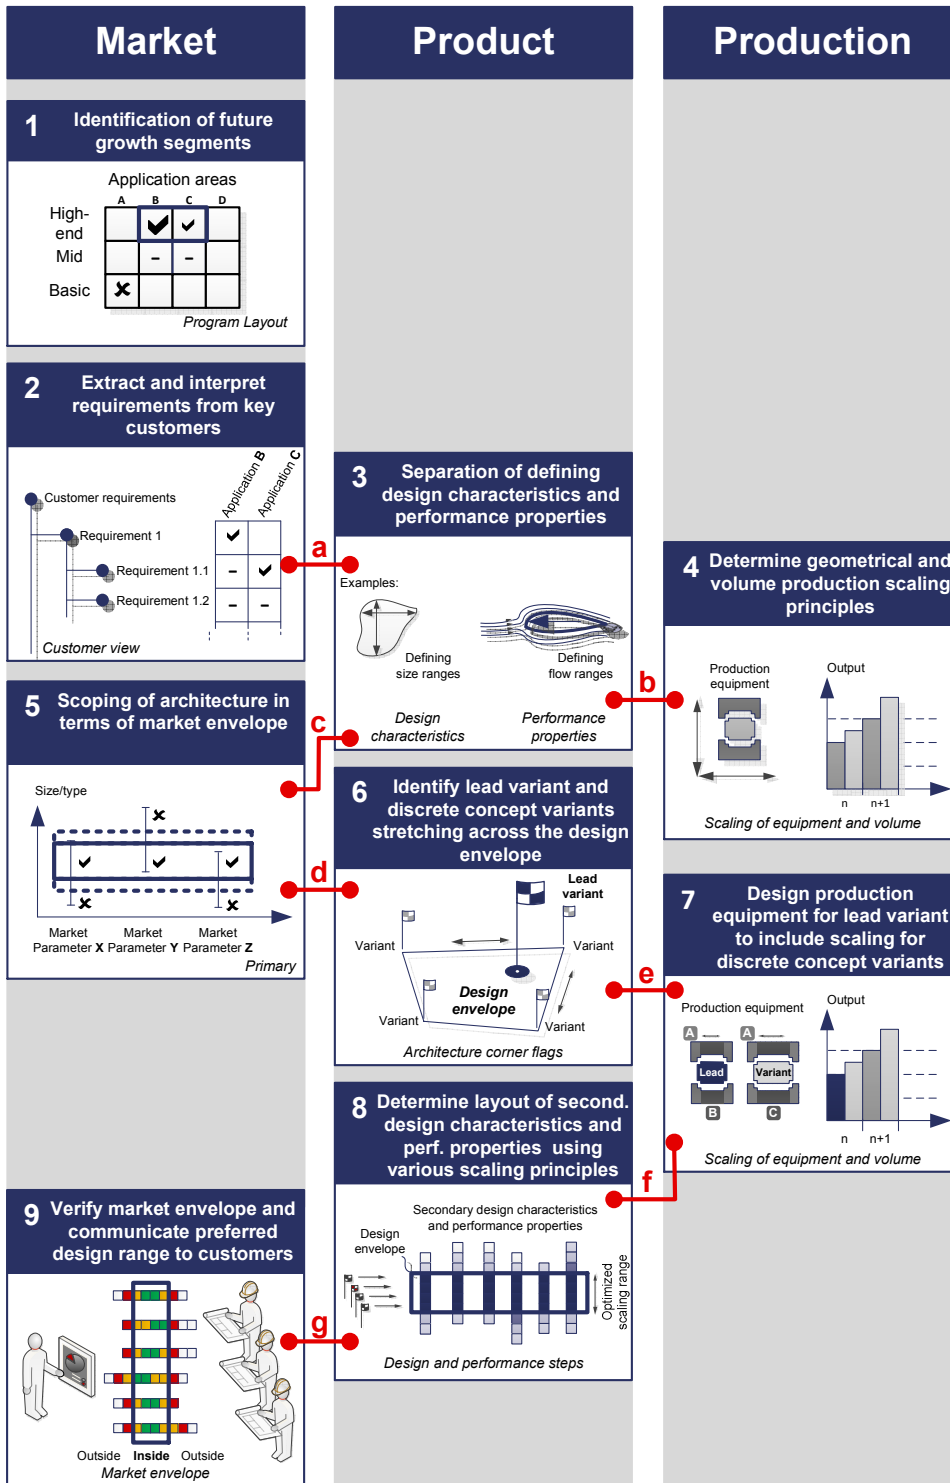 Market
Product
Production
1
Identification of future
growth segments
Application areas
A B C D
High-
end
Mid
Basic
Program Layout
2
Extract and interpret
requirements from key
customers
Application B
Application C
Customer requirements
Requirement 1
Requirement 1.1
Requirement 1.2
Customer view
a
3
Separation of defining
design characteristics and
performance properties
Examples:
Defining
size ranges
Defining
flow ranges
Design
characteristics
Performance
properties
b
4
Determine geometrical and
volume production scaling
principles
Production
equipment
Output
n n+1
Scaling of equipment and volume
5
Scoping of architecture in
terms of market envelope
c
Size/type
Market
Parameter X
Market
Parameter Y
Market
Parameter Z
Primary
d
6
Identify lead variant and
discrete concept variants
stretching across the design
envelope
Lead
variant
Variant
Variant
Design
envelope
Variant
Variant
Architecture corner flags
e
7
Design production
equipment for lead variant
to include scaling for
discrete concept variants
Production equipment
Output
A A
Lead
Variant
B C
n n+1
Scaling of equipment and volume
f
8
Determine layout of second.
design characteristics and
perf. properties using
various scaling principles
Secondary design characteristics
and performance properties
Design
envelope
Optimized
scaling range
Design and performance steps
g
9
Verify market envelope and
communicate preferred
design range to customers
Outside Inside Outside
Market envelope